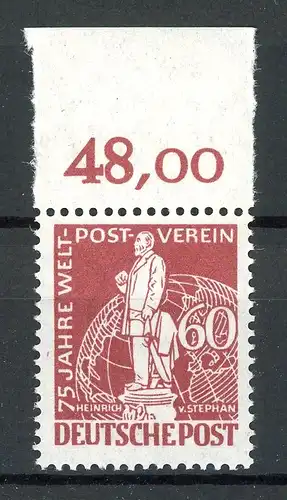 48,00
75 JAHRE WELT-POST-VEREIN
60
HEINRICH V. STEPHAN
DEUTSCHE POST